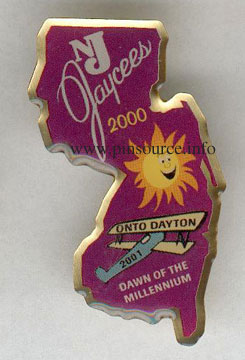 NJ
Jaycees
2000
www.pinsource.info
ONTO DAYTON
2001
DAWN OF THE
MILLENNIUM